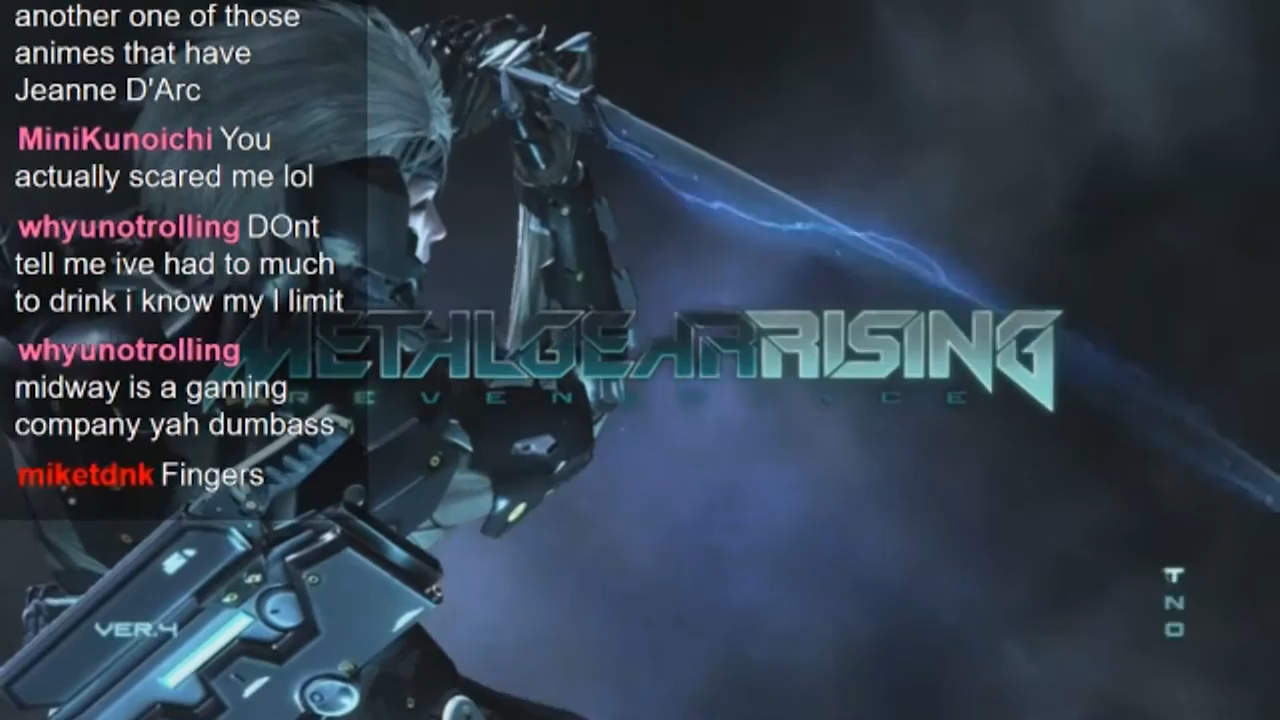 another one of those
animes that have
Jeanne D'Arc
MiniKunoichi You
actually scared me lol
whyunotrolling DOnt
tell me ive had to much
to drink i know my l limit
whyunotrolling
midway is a gaming
company yah dumbass
miketdnk Fingers
METAL GEAR RISING
VER.4
T
N
O